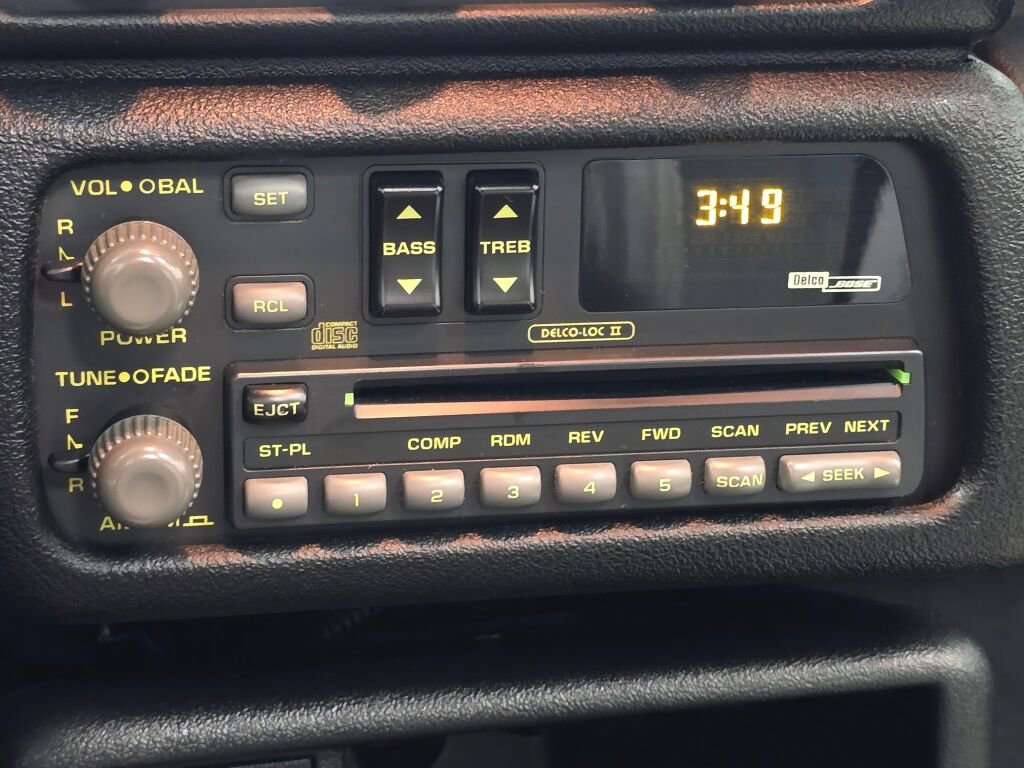 VOL●○BAL
SET
R
L
POWER
RCL
BASS
TREB
3:49
Delco BOSE
COMPACT
disc
DIGITAL AUDIO
DELCO-LOC II
TUNE●○FADE
F
R
EJCT
ST-PL COMP RDM REV FWD SCAN PREV NEXT
● 1 2 3 4 5 SCAN ◄ SEEK ►